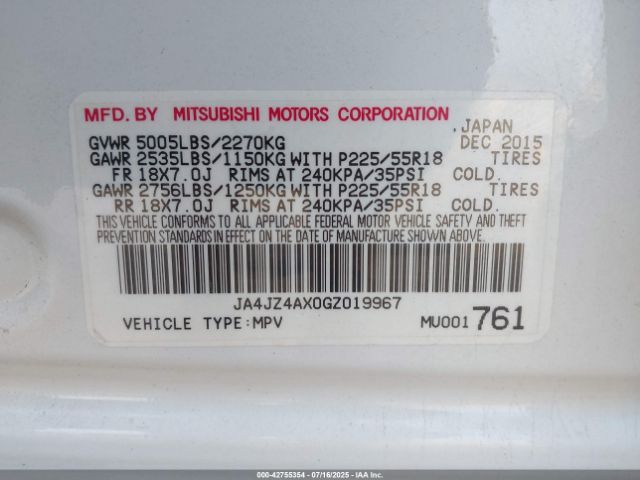 MFD. BY MITSUBISHI MOTORS CORPORATION
, JAPAN
GVWR 5005LBS/2270KG DEC 2015
GAWR 2535LBS/1150KG WITH P225/55R18 TIRES
FR 18X7.0J RIMS AT 240KPA/35PSI COLD.
GAWR 2756LBS/1250KG WITH P225/55R18 TIRES
RR 18X7.0J RIMS AT 240KPA/35PSI COLD.
THIS VEHICLE CONFORMS TO ALL APPLICABLE FEDERAL MOTOR VEHICLE SAFETY AND THEFT
PREVENTION STANDARDS IN EFFECT ON THE DATE OF MANUFACTURE SHOWN ABOVE.
JA4JZ4AX0GZ019967
VEHICLE TYPE:MPV MU001 761
000-42755354 - 07/16/2025 - IAAI.CA